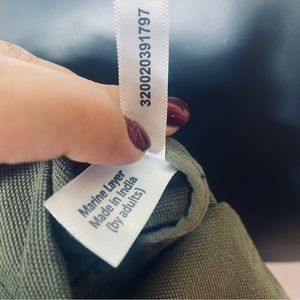 320020391797
Marine Layer
Made in India
(by adults)